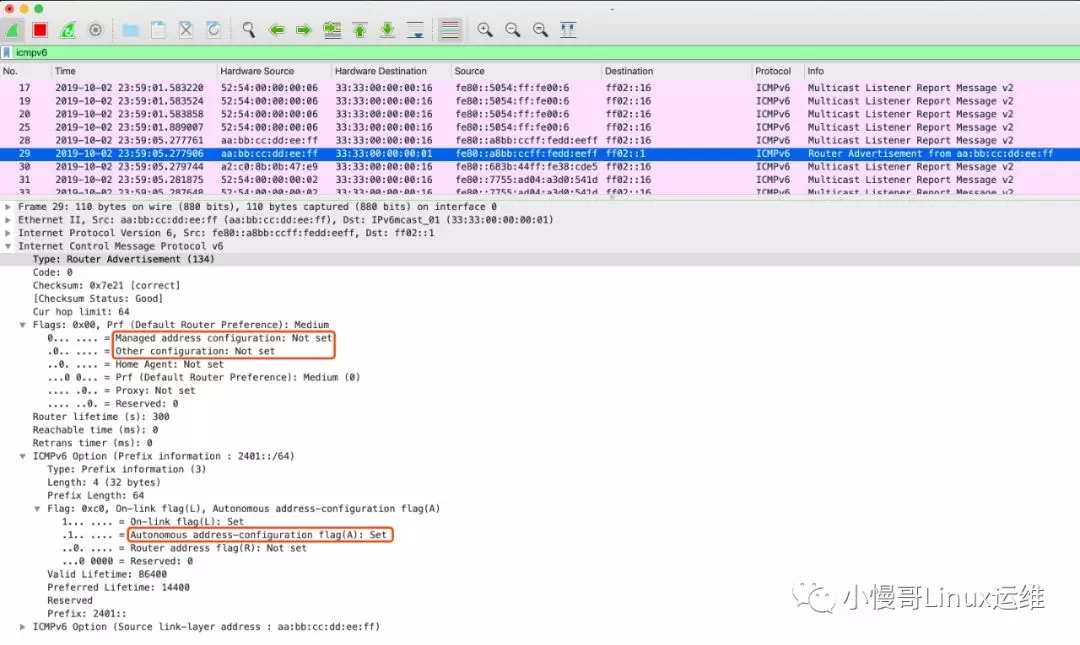 icmpv6
No. Time Hardware Source Hardware Destination Source Destination Protocol Info
17 2019-10-02 23:59:01.583220 52:54:00:00:00:06 33:33:00:00:00:16 fe80::5054:ff:fe00:6 ff02::16 ICMPv6 Multicast Listener Report Message v2
19 2019-10-02 23:59:01.583524 52:54:00:00:00:06 33:33:00:00:00:16 fe80::5054:ff:fe00:6 ff02::16 ICMPv6 Multicast Listener Report Message v2
20 2019-10-02 23:59:01.583858 52:54:00:00:00:06 33:33:00:00:00:16 fe80::5054:ff:fe00:6 ff02::16 ICMPv6 Multicast Listener Report Message v2
25 2019-10-02 23:59:01.889007 52:54:00:00:00:06 33:33:00:00:00:16 fe80::5054:ff:fe00:6 ff02::16 ICMPv6 Multicast Listener Report Message v2
28 2019-10-02 23:59:05.277761 aa:bb:cc:dd:ee:ff 33:33:00:00:00:16 fe80::a8bb:ccff:fedd:eeff ff02::16 ICMPv6 Multicast Listener Report Message v2
29 2019-10-02 23:59:05.277906 aa:bb:cc:dd:ee:ff 33:33:00:00:00:01 fe80::a8bb:ccff:fedd:eeff ff02::1 ICMPv6 Router Advertisement from aa:bb:cc:dd:ee:ff
30 2019-10-02 23:59:05.279744 a2:c0:8b:0b:47:e9 33:33:00:00:00:16 fe80::683b:44ff:fe38:cde5 ff02::16 ICMPv6 Multicast Listener Report Message v2
31 2019-10-02 23:59:05.281875 52:54:00:00:00:02 33:33:00:00:00:16 fe80::7755:ad04:a3d0:541d ff02::16 ICMPv6 Multicast Listener Report Message v2
33 2019-10-02 23:59:05.287648 52:54:00:00:00:02 33:33:00:00:00:16 fe80::7755:ad04:a3d0:541d ff02::16 ICMPv6 Multicast Listener Report Message v2
Frame 29: 110 bytes on wire (880 bits), 110 bytes captured (880 bits) on interface 0
Ethernet II, Src: aa:bb:cc:dd:ee:ff (aa:bb:cc:dd:ee:ff), Dst: IPv6mcast_01 (33:33:00:00:00:01)
Internet Protocol Version 6, Src: fe80::a8bb:ccff:fedd:eeff, Dst: ff02::1
Internet Control Message Protocol v6
Type: Router Advertisement (134)
Code: 0
Checksum: 0x7e21 [correct]
[Checksum Status: Good]
Cur hop limit: 64
Flags: 0x00, Prf (Default Router Preference): Medium
0... .... = Managed address configuration: Not set
.0.. .... = Other configuration: Not set
..0. .... = Home Agent: Not set
...0 0... = Prf (Default Router Preference): Medium (0)
.... .0.. = Proxy: Not set
.... ..0. = Reserved: 0
Router lifetime (s): 300
Reachable time (ms): 0
Retrans timer (ms): 0
ICMPv6 Option (Prefix information : 2401::/64)
Type: Prefix information (3)
Length: 4 (32 bytes)
Prefix Length: 64
Flag: 0xc0, On-link flag(L), Autonomous address-configuration flag(A)
1... .... = On-link flag(L): Set
.1.. .... = Autonomous address-configuration flag(A): Set
..0. .... = Router address flag(R): Not set
...0 0000 = Reserved: 0
Valid Lifetime: 86400
Preferred Lifetime: 14400
Reserved
Prefix: 2401::
ICMPv6 Option (Source link-layer address : aa:bb:cc:dd:ee:ff)
小慢哥Linux运维